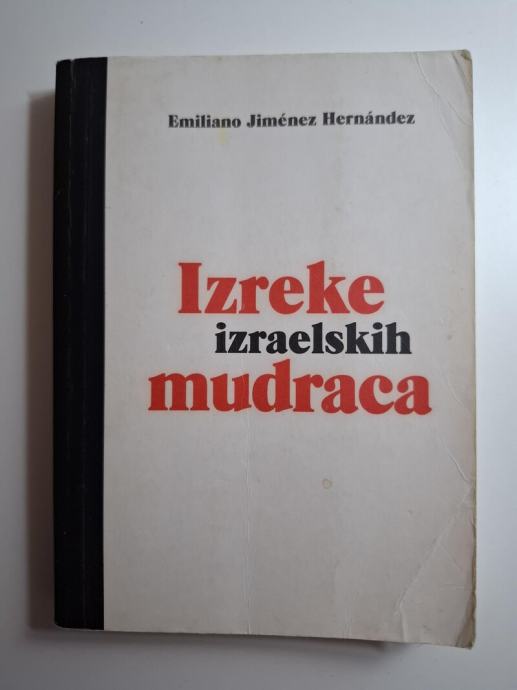 Emiliano Jiménez Hernández
Izreke
izraelskih
mudraca